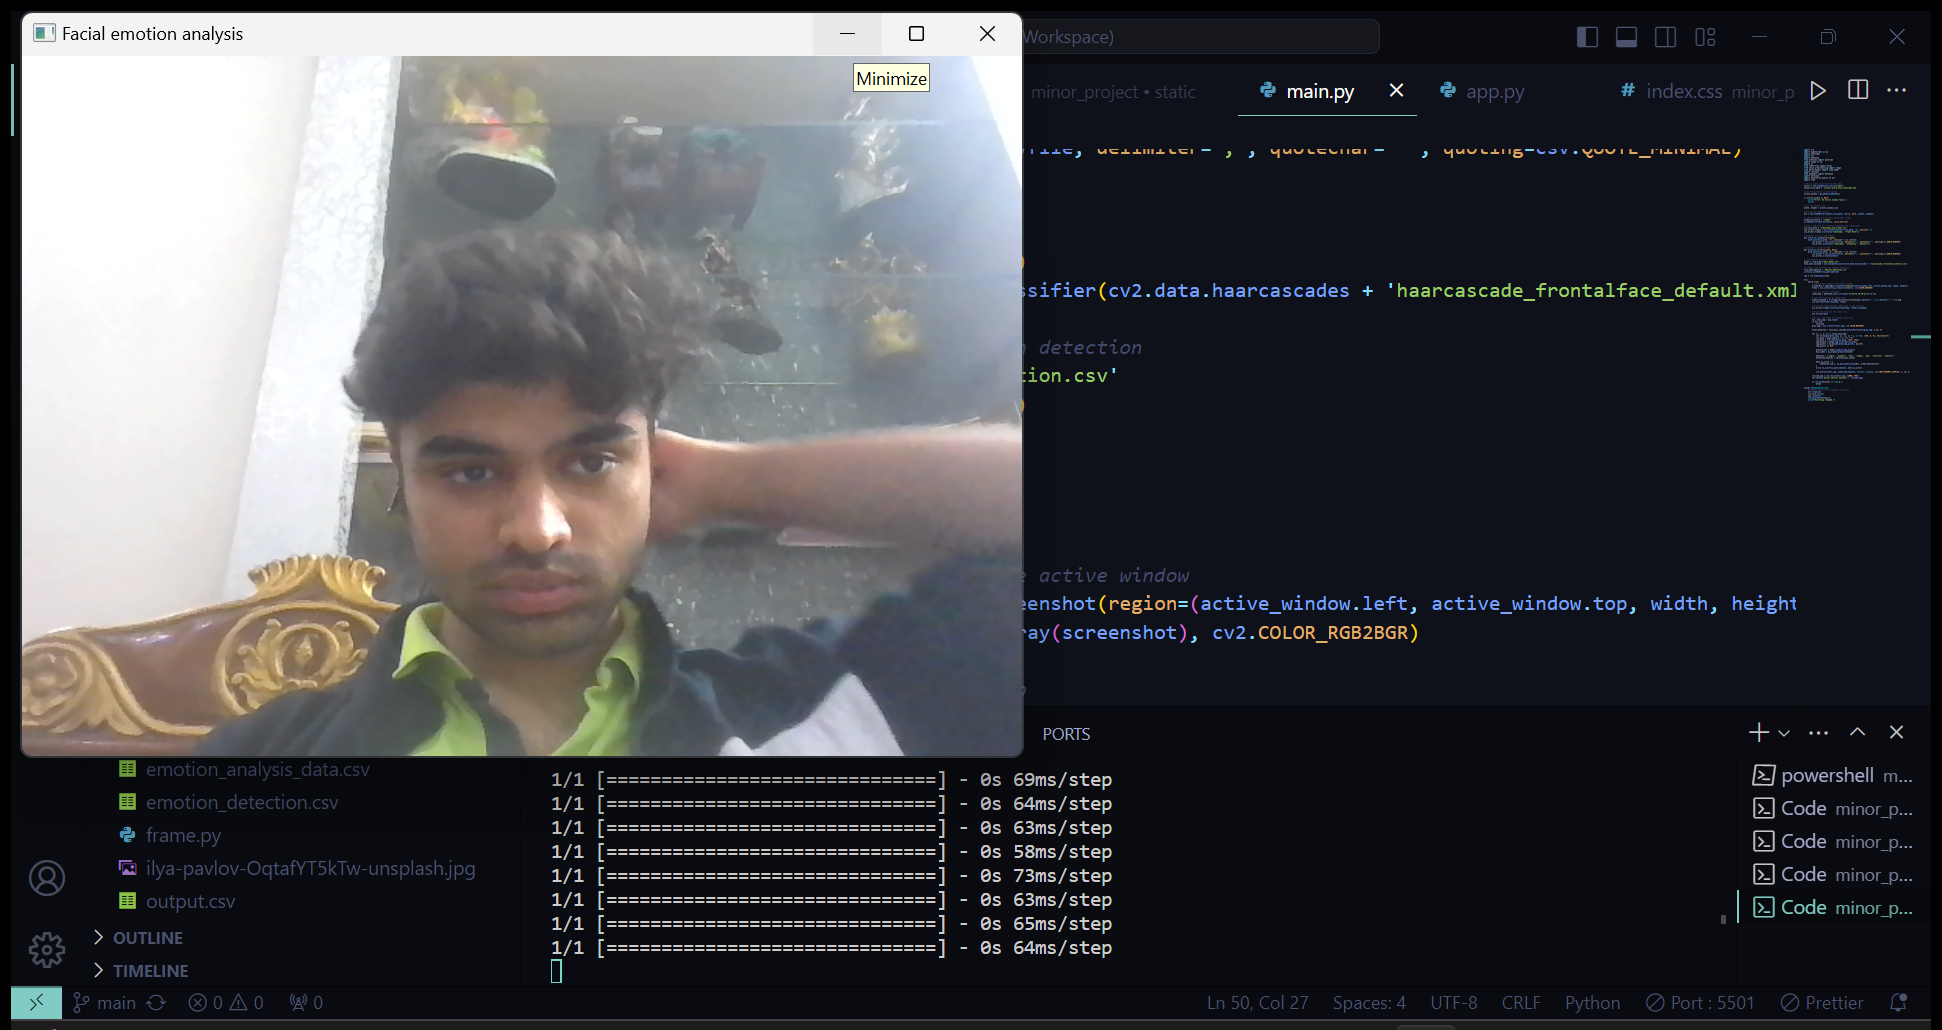 Facial emotion analysis
Minimize
Workspace)
minor_project • static
main.py
app.py
# index.css minor_p
file, delimiter=',', quotechar=' ', quoting=csv.QUOTE_MINIMAL)
ssifier(cv2.data.haarcascades + 'haarcascade_frontalface_default.xml
detection
tion.csv'
active window
eenshot(region=(active_window.left, active_window.top, width, height
ray(screenshot), cv2.COLOR_RGB2BGR)
PORTS
emotion_analysis_data.csv
emotion_detection.csv
frame.py
ilya-pavlov-OqtafYT5kTw-unsplash.jpg
output.csv
OUTLINE
TIMELINE
1/1 [==============================] - 0s 69ms/step
1/1 [==============================] - 0s 64ms/step
1/1 [==============================] - 0s 63ms/step
1/1 [==============================] - 0s 58ms/step
1/1 [==============================] - 0s 73ms/step
1/1 [==============================] - 0s 63ms/step
1/1 [==============================] - 0s 65ms/step
1/1 [==============================] - 0s 64ms/step
powershell m...
Code minor_p...
Code minor_p...
Code minor_p...
Code minor_p...
main
0
0
0
Ln 50, Col 27
Spaces: 4
UTF-8
CRLF
Python
Port : 5501
Prettier